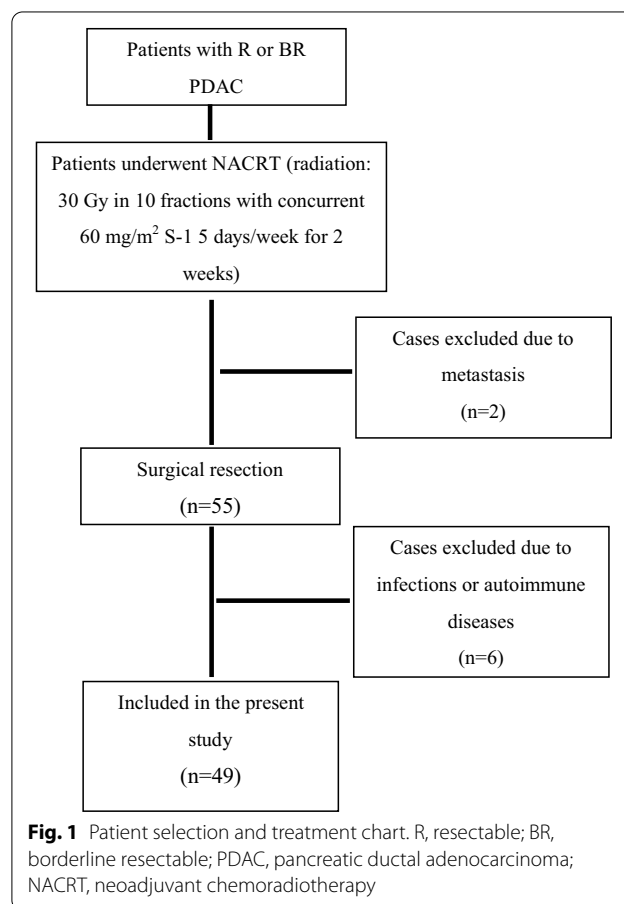 Patients with R or BR
PDAC
Patients underwent NACRT (radiation:
30 Gy in 10 fractions with concurrent
60 mg/m² S-1 5 days/week for 2
weeks)
Cases excluded due to
metastasis
(n=2)
Surgical resection
(n=55)
Cases excluded due to
infections or autoimmune
diseases
(n=6)
Included in the present
study
(n=49)
Fig. 1 Patient selection and treatment chart. R, resectable; BR,
borderline resectable; PDAC, pancreatic ductal adenocarcinoma;
NACRT, neoadjuvant chemoradiotherapy